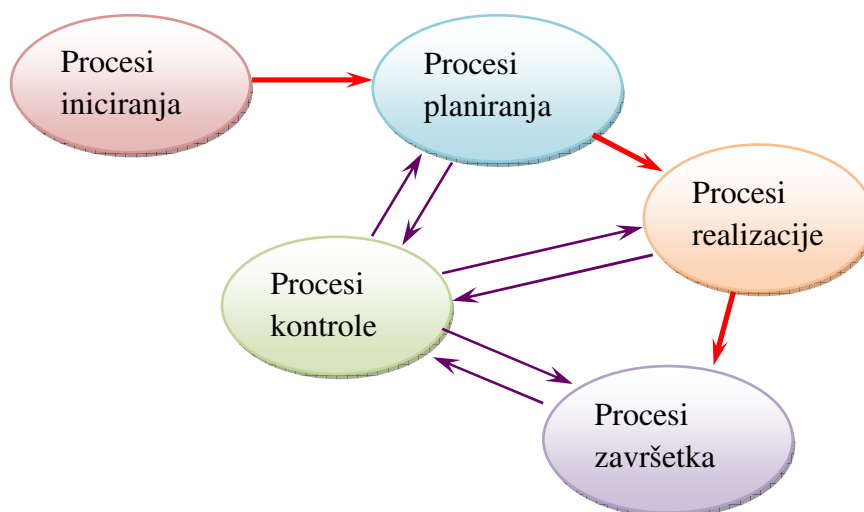 Procesi
iniciranja
Procesi
planiranja
Procesi
realizacije
Procesi
kontrole
Procesi
završetka